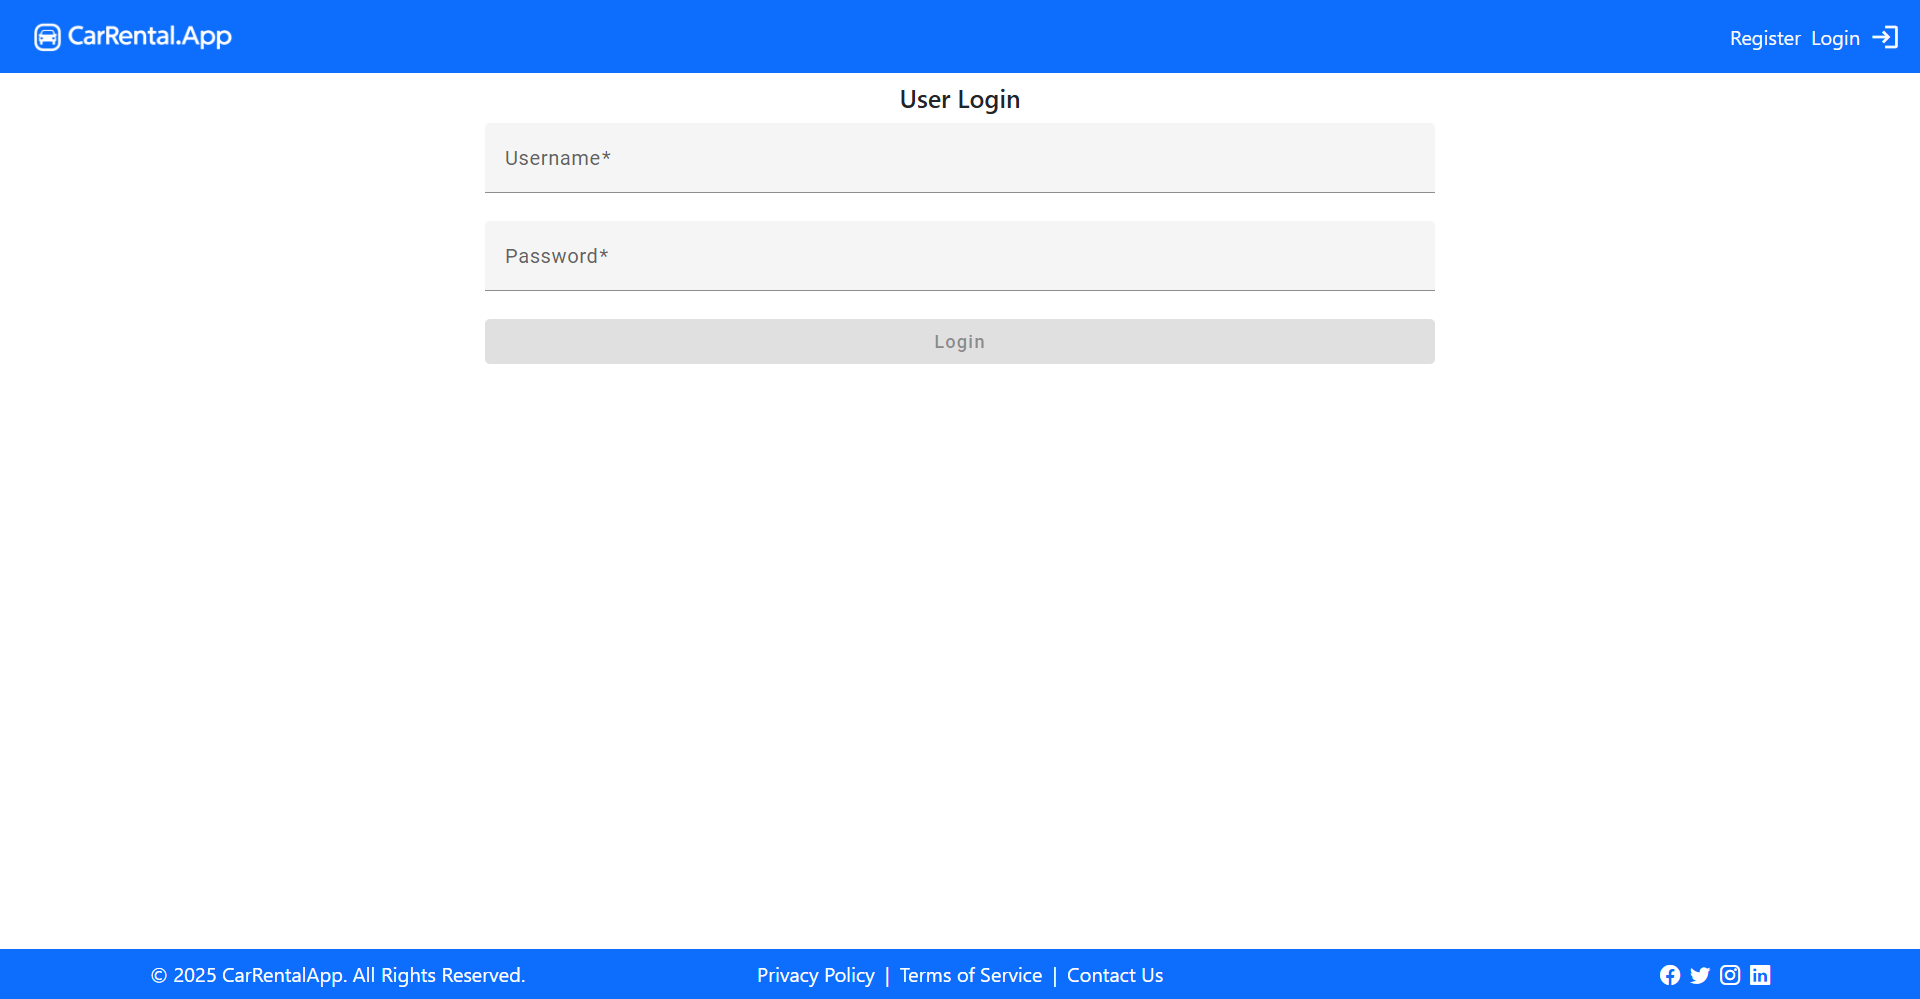 CarRental.App
Register Login
User Login
Username*
Password*
Login
© 2025 CarRentalApp. All Rights Reserved.
Privacy Policy | Terms of Service | Contact Us